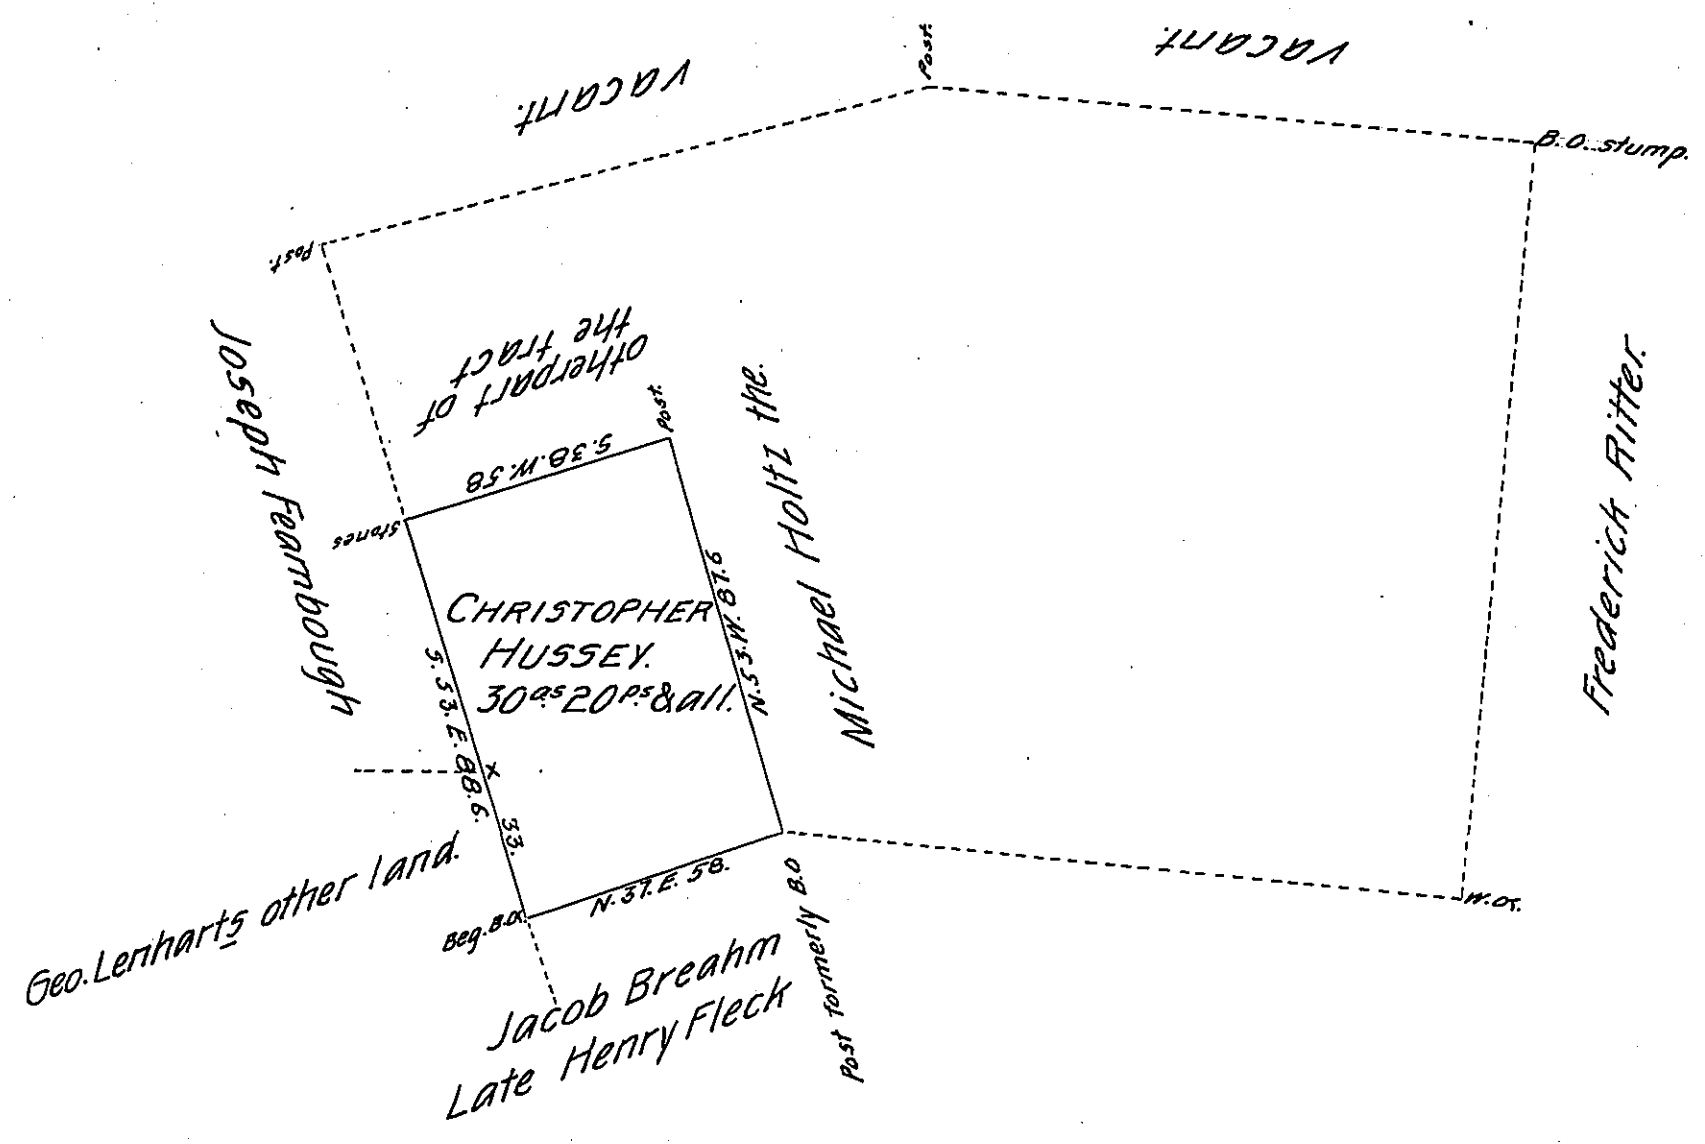 vacant.
Post.
vacant.
B.O. stump.
Post.
otherpart of
the tract
Post.
S. 38. W. 58
Stones
Joseph Fearnbough
Michael Holtz the.
Frederick Ritter.
CHRISTOPHER
HUSSEY.
30as 20ps & all.
N. 53. W. 87.6
S. 53. E. 88.6.
X
33.
N. 37. E. 58.
Beg. B.O.
Geo. Lenharts other land.
Jacob Breahm
Late Henry Fleck
Post formerly B.O
W.O.